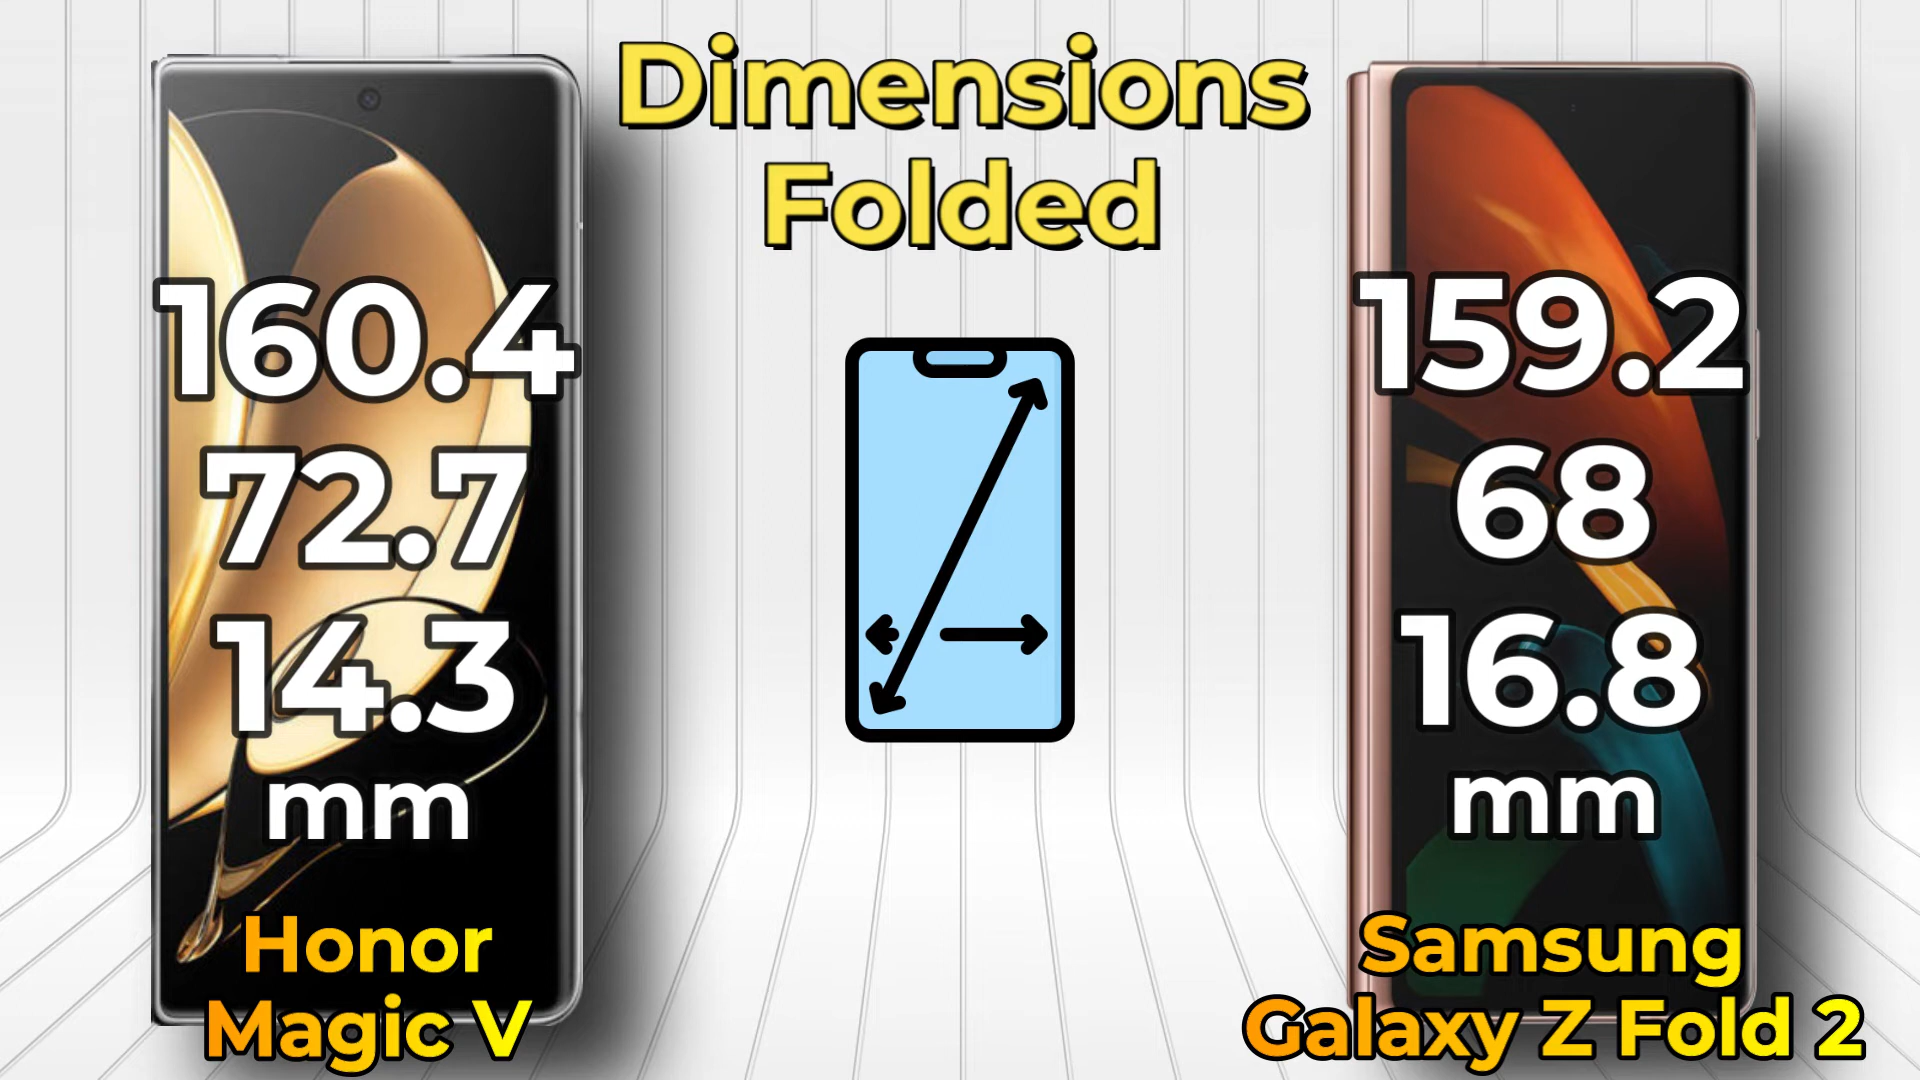 Dimensions
Folded
160.4
72.7
14.3
mm
Honor
Magic V
159.2
68
16.8
mm
Samsung
Galaxy Z Fold 2